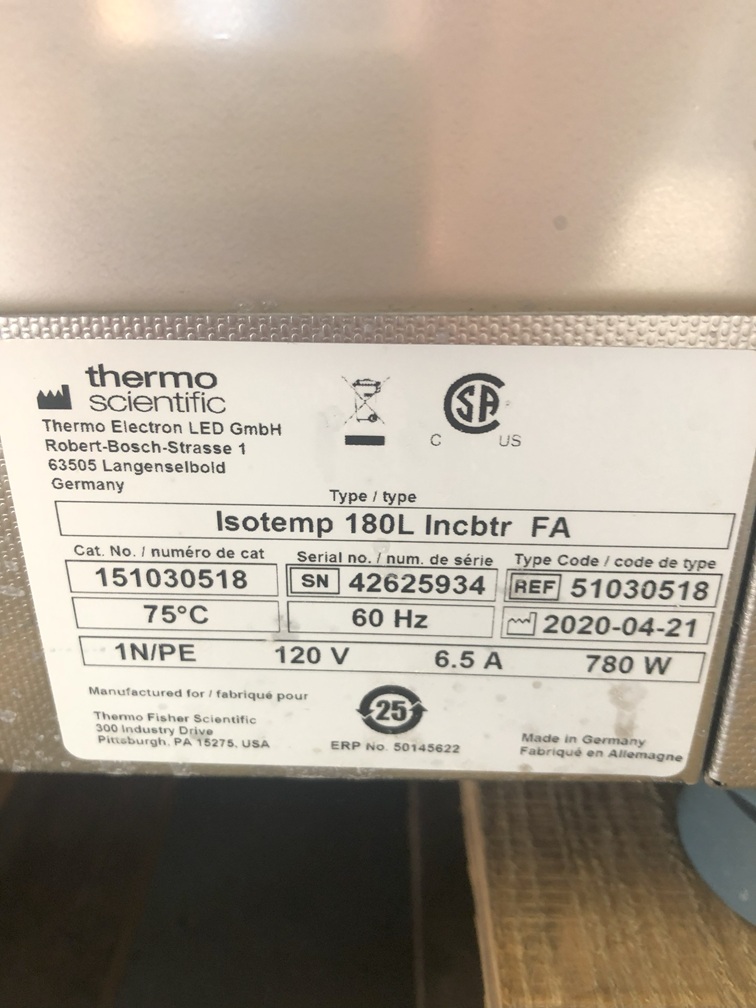 thermo
scientific
Thermo Electron LED GmbH
Robert-Bosch-Strasse 1
63505 Langenselbold
Germany
C SA US
Type / type
Isotemp 180L Incbtr FA
Cat. No. / numéro de cat
151030518
Serial no. / num. de série
SN 42625934
Type Code / code de type
REF 51030518
75°C
60 Hz
2020-04-21
1N/PE 120 V 6.5 A 780 W
Manufactured for / fabriqué pour
Thermo Fisher Scientific
300 Industry Drive
Pittsburgh, PA 15275, USA
25
ERP No. 50145622
Made in Germany
Fabriqué en Allemagne